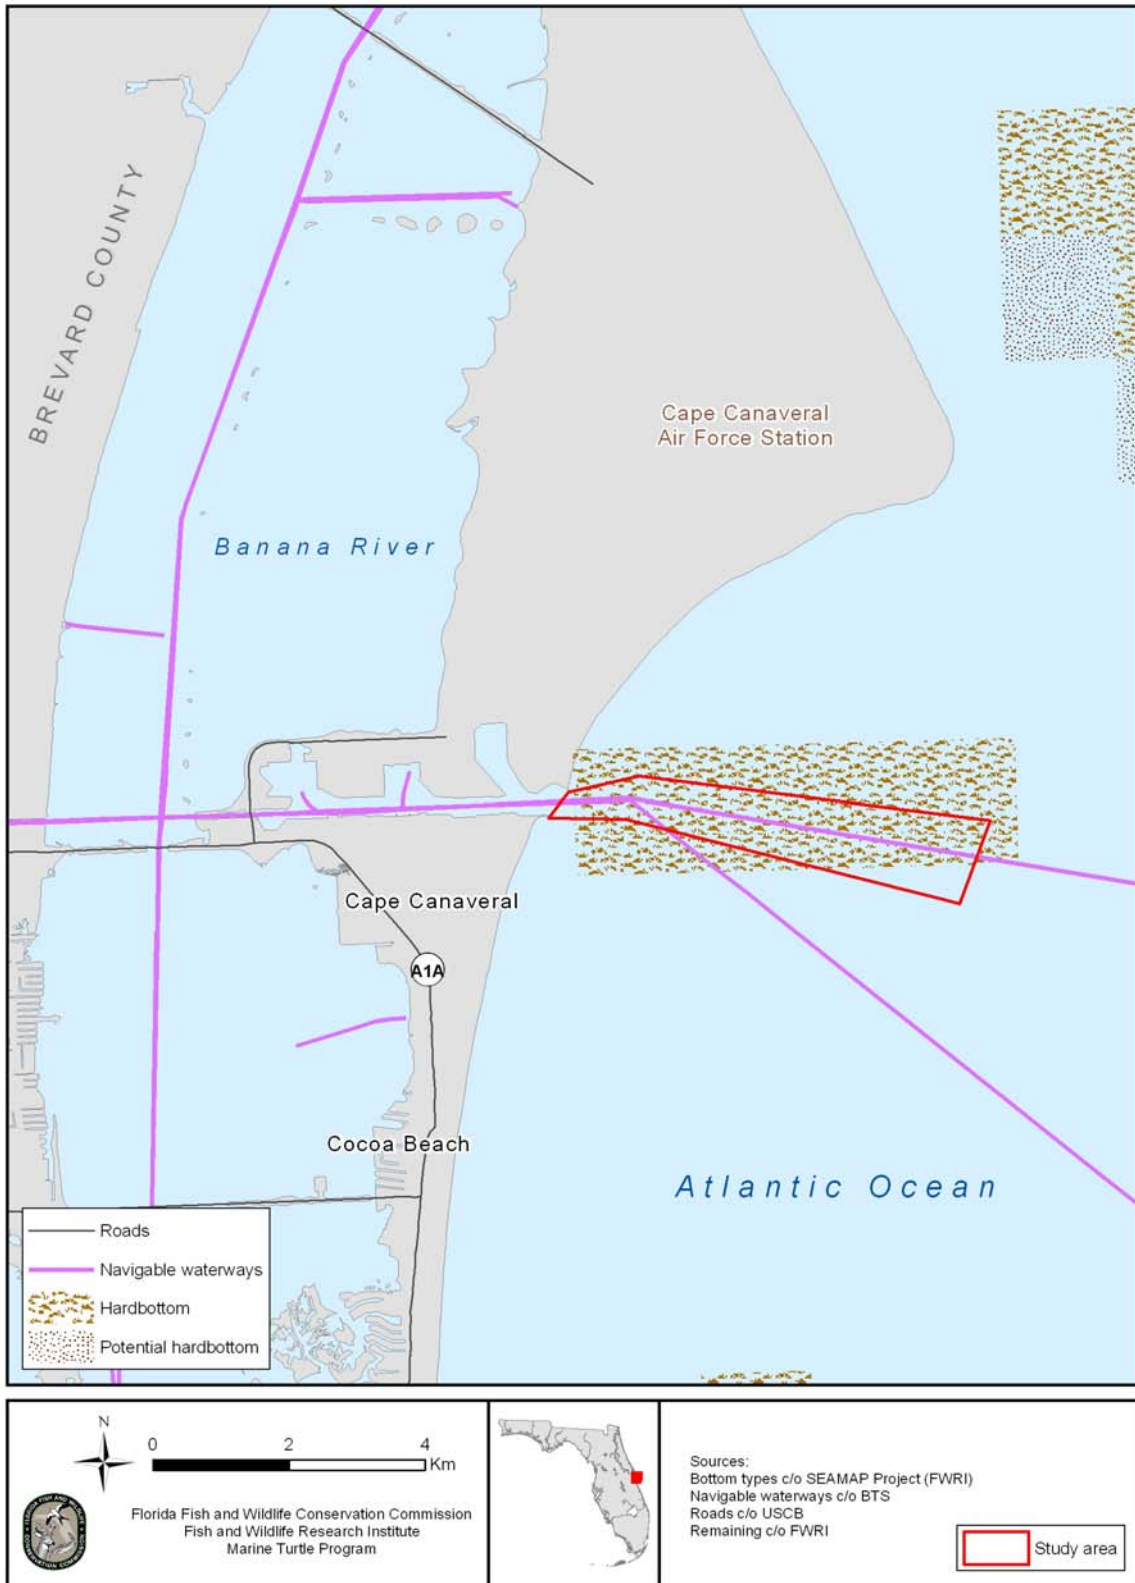 BREVARD COUNTY
Cape Canaveral
Air Force Station
Banana River
Cape Canaveral
A1A
Cocoa Beach
Atlantic Ocean
Roads
Navigable waterways
Hardbottom
Potential hardbottom
N
0 2 4
Km
Florida Fish and Wildlife Conservation Commission
Fish and Wildlife Research Institute
Marine Turtle Program
Sources:
Bottom types c/o SEAMAP Project (FWRI)
Navigable waterways c/o BTS
Roads c/o USCB
Remaining c/o FWRI
Study area